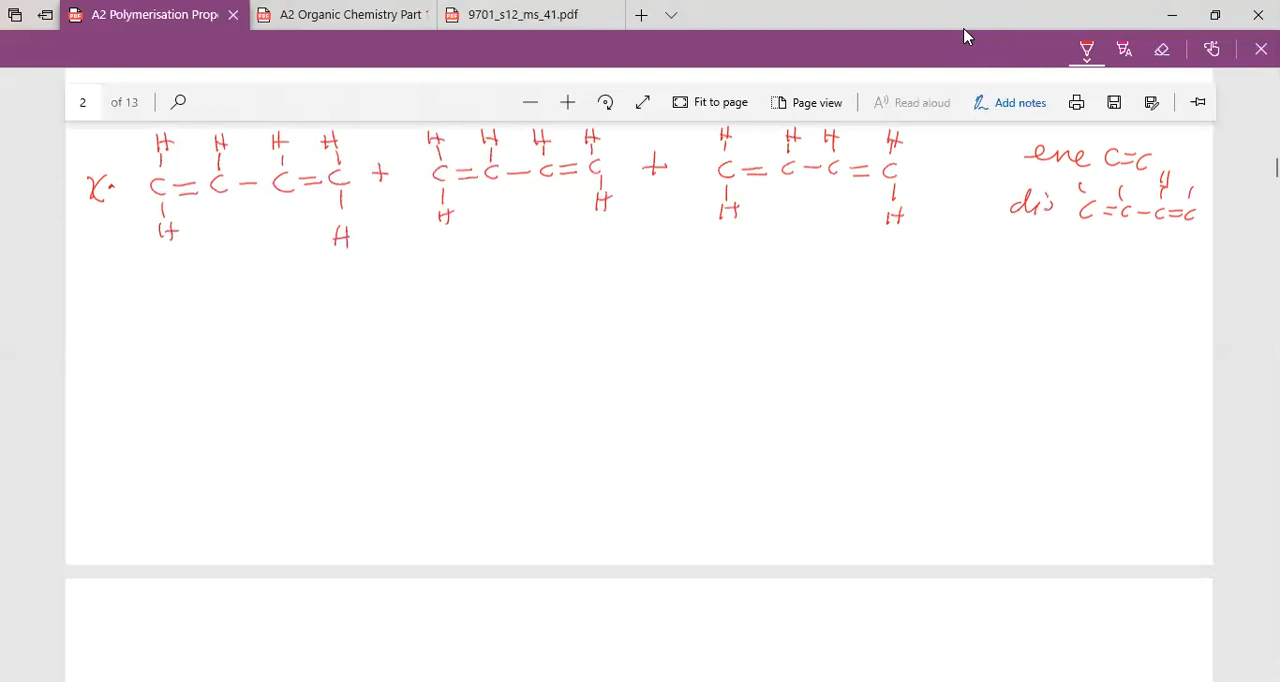 A2 Polymerisation Prop
A2 Organic Chemistry Part 1
9701_s12_ms_41.pdf
2 of 13
Fit to page
Page view
Read aloud
Add notes
H H H H H H H H H H H H
C = C - C = C + C = C - C = C + C = C - C = C
H H H H H H
ene C=C
H
C = C - C = C